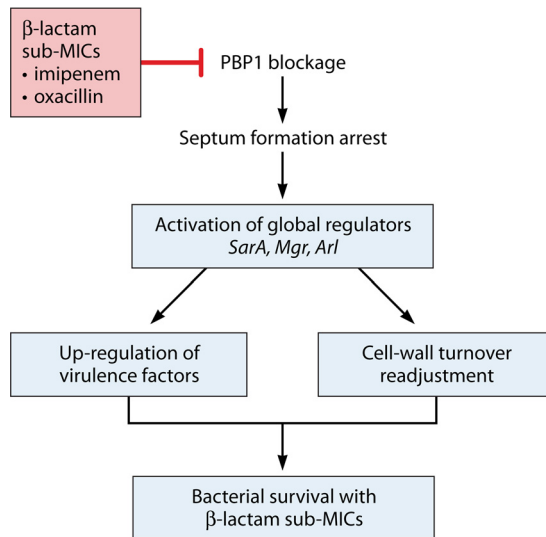 β-lactam
sub-MICs
• imipenem
• oxacillin
PBP1 blockage
Septum formation arrest
Activation of global regulators
SarA, Mgr, Arl
Up-regulation of
virulence factors
Cell-wall turnover
readjustment
Bacterial survival with
β-lactam sub-MICs